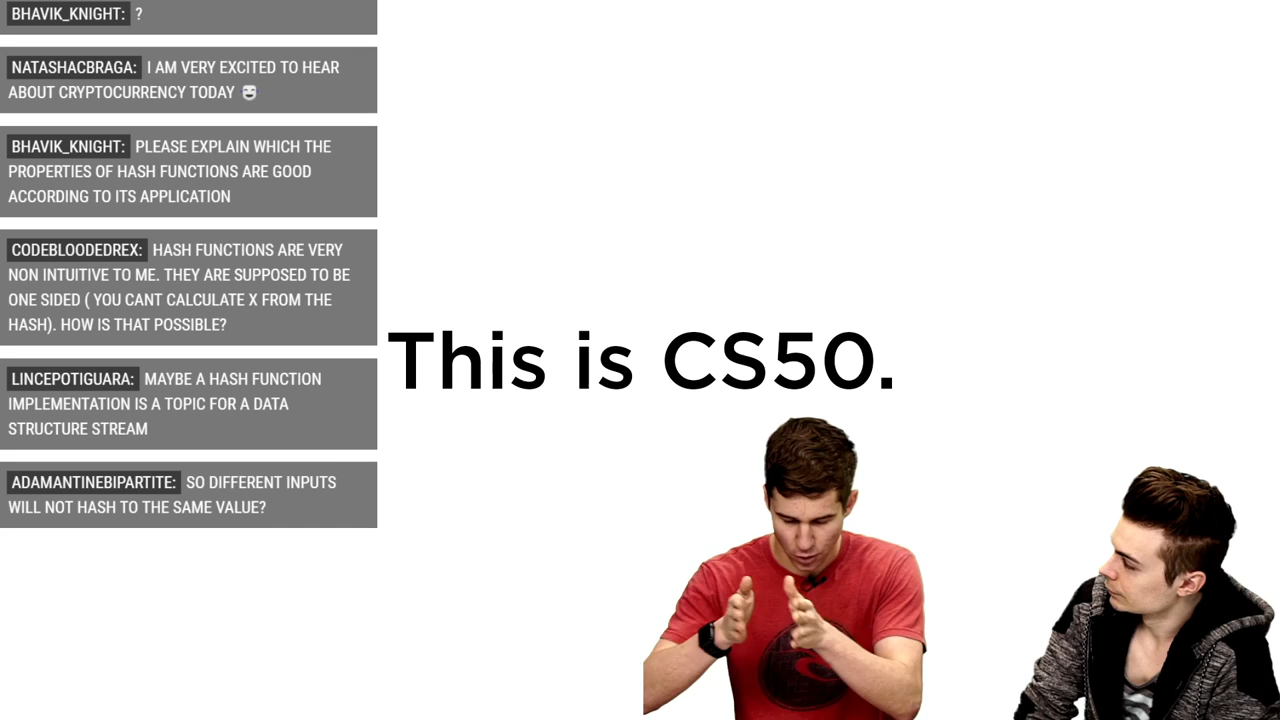 BHAVIK_KNIGHT: ?
NATASHACBRAGA: I AM VERY EXCITED TO HEAR
ABOUT CRYPTOCURRENCY TODAY
BHAVIK_KNIGHT: PLEASE EXPLAIN WHICH THE
PROPERTIES OF HASH FUNCTIONS ARE GOOD
ACCORDING TO ITS APPLICATION
CODEBLOODEDREX: HASH FUNCTIONS ARE VERY
NON INTUITIVE TO ME. THEY ARE SUPPOSED TO BE
ONE SIDED ( YOU CANT CALCULATE X FROM THE
HASH). HOW IS THAT POSSIBLE?
LINCEPOTIGUARA: MAYBE A HASH FUNCTION
IMPLEMENTATION IS A TOPIC FOR A DATA
STRUCTURE STREAM
ADAMANTINEBIPARTITE: SO DIFFERENT INPUTS
WILL NOT HASH TO THE SAME VALUE?
This is CS50.